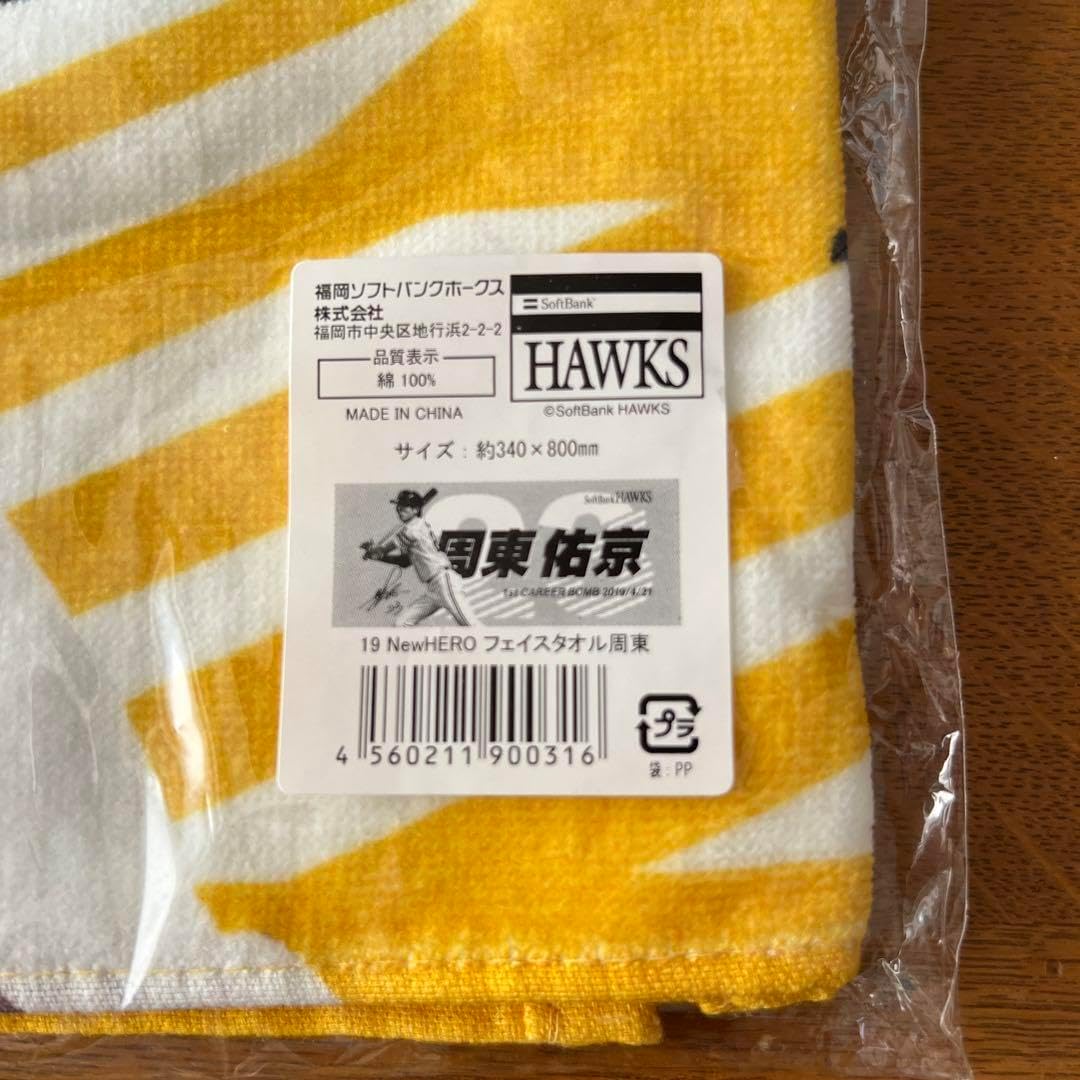 福岡ソフトバンクホークス
株式会社
福岡市中央区地行浜2-2-2
品質表示
綿 100%
MADE IN CHINA
SoftBank
HAWKS
©SoftBank HAWKS
サイズ：約340×800mm
SoftBank HAWKS
23
周東 佑京
1st CAREER BOMB 2019/4/21
19 NewHERO フェイスタオル周東
4 560211 900316
プラ
袋：PP